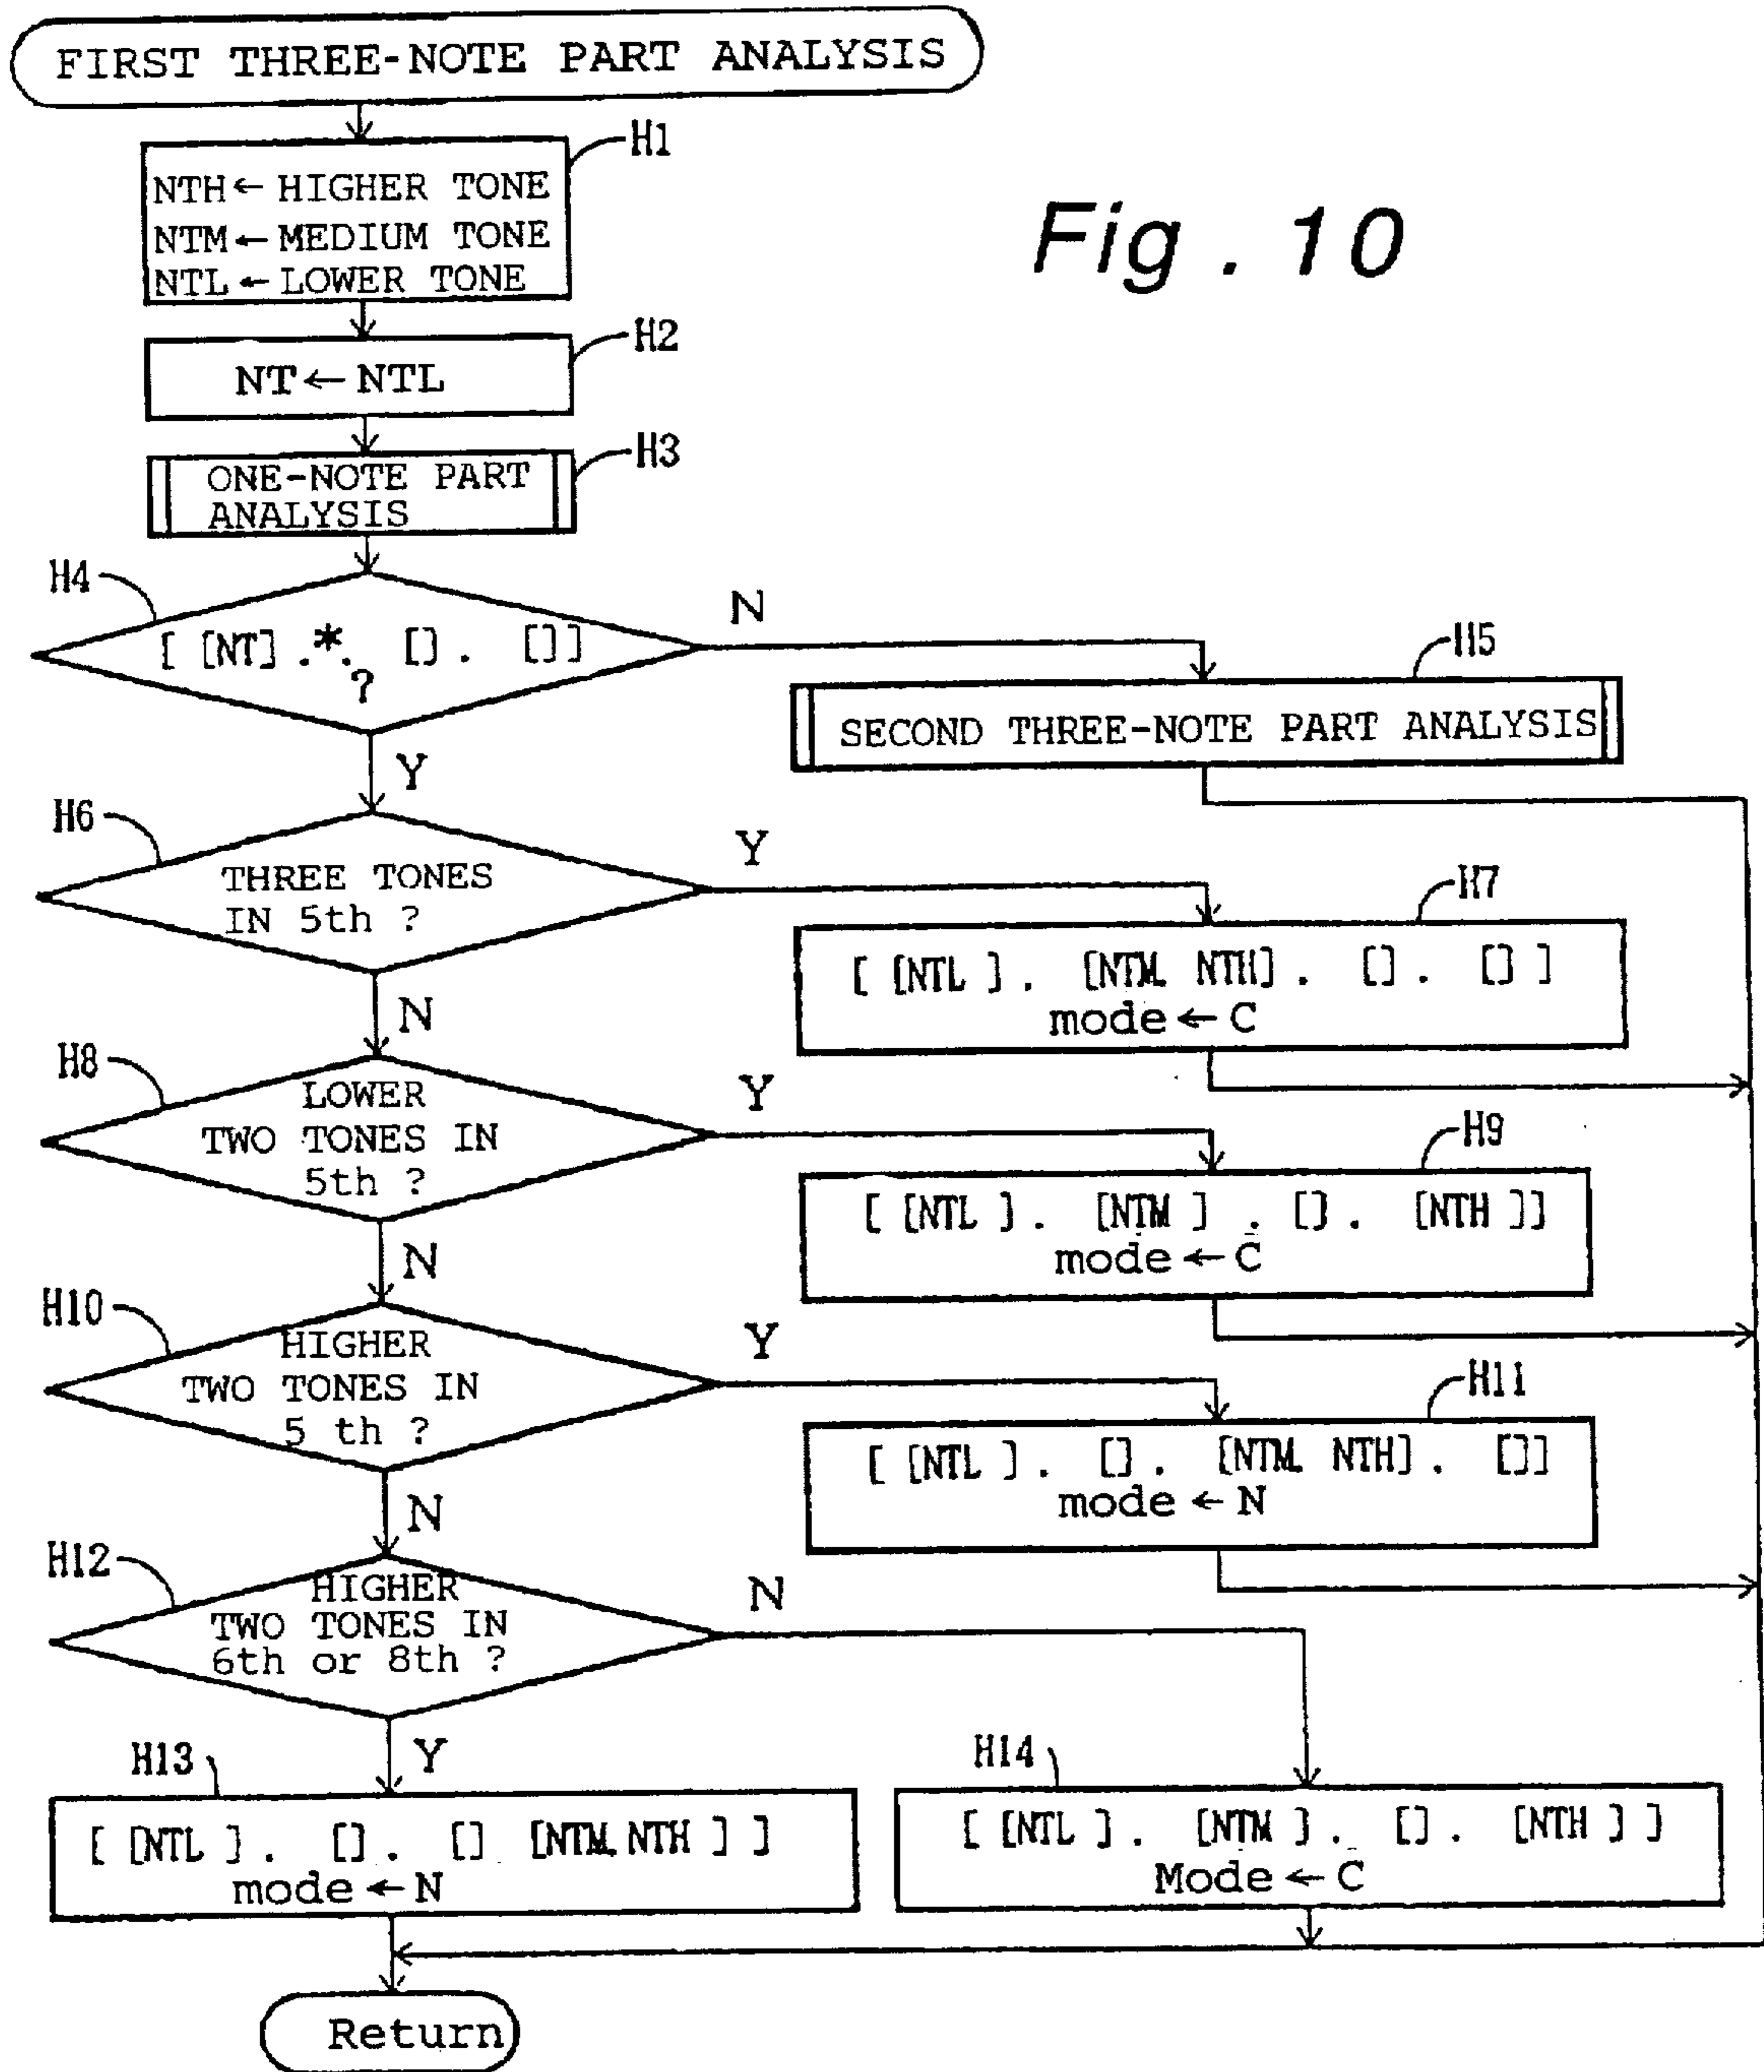 FIRST THREE-NOTE PART ANALYSIS
H1
NTH ← HIGHER TONE
NTM ← MEDIUM TONE
NTL ← LOWER TONE
Fig. 10
H2
NT ← NTL
H3
ONE-NOTE PART
ANALYSIS
H4
[ [NT] .*. [] . []]
?
N
Y
H5
SECOND THREE-NOTE PART ANALYSIS
H6
THREE TONES
IN 5th ?
Y
N
H7
[ [NTL ] . [NTM. NTH] . [] . [] ]
mode ← C
H8
LOWER
TWO TONES IN
5th ?
Y
N
H9
[ [NTL ] . [NTM ] . [] . [NTH ]]
mode ← C
H10
HIGHER
TWO TONES IN
5 th ?
Y
N
H11
[ [NTL ] . [] . [NTM. NTH] . []]
mode ← N
H12
HIGHER
TWO TONES IN
6th or 8th ?
N
Y
H13
[ [NTL ] . [] . [] [NTM. NTH ] ]
mode ← N
H14
[ [NTL ] . [NTM ] . [] . [NTH ] ]
Mode ← C
Return